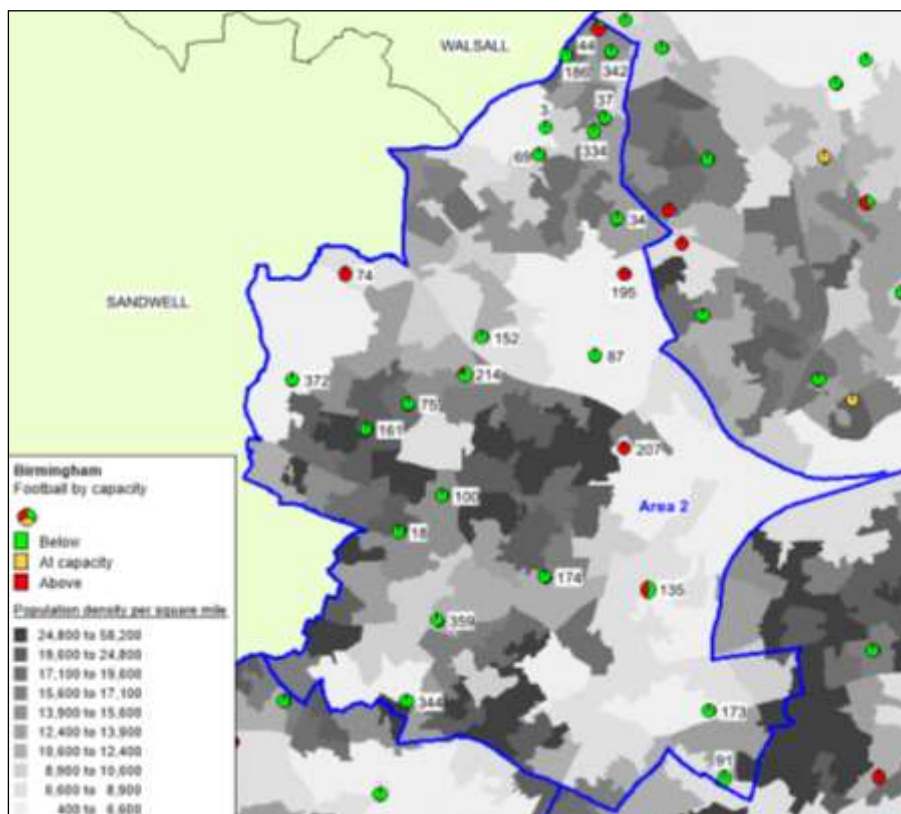 WALSALL
44
186
342
37
3
334
69
34
74
195
SANDWELL
152
87
214
372
75
161
207
Birmingham
Football by capacity
Below
At capacity
Above
100
Area 2
18
174
135
359
344
173
91
Population density per square mile
24,800 to 58,200
19,600 to 24,800
17,100 to 19,600
15,600 to 17,100
13,900 to 15,600
12,400 to 13,900
10,600 to 12,400
8,900 to 10,600
6,600 to 8,900
400 to 6,600